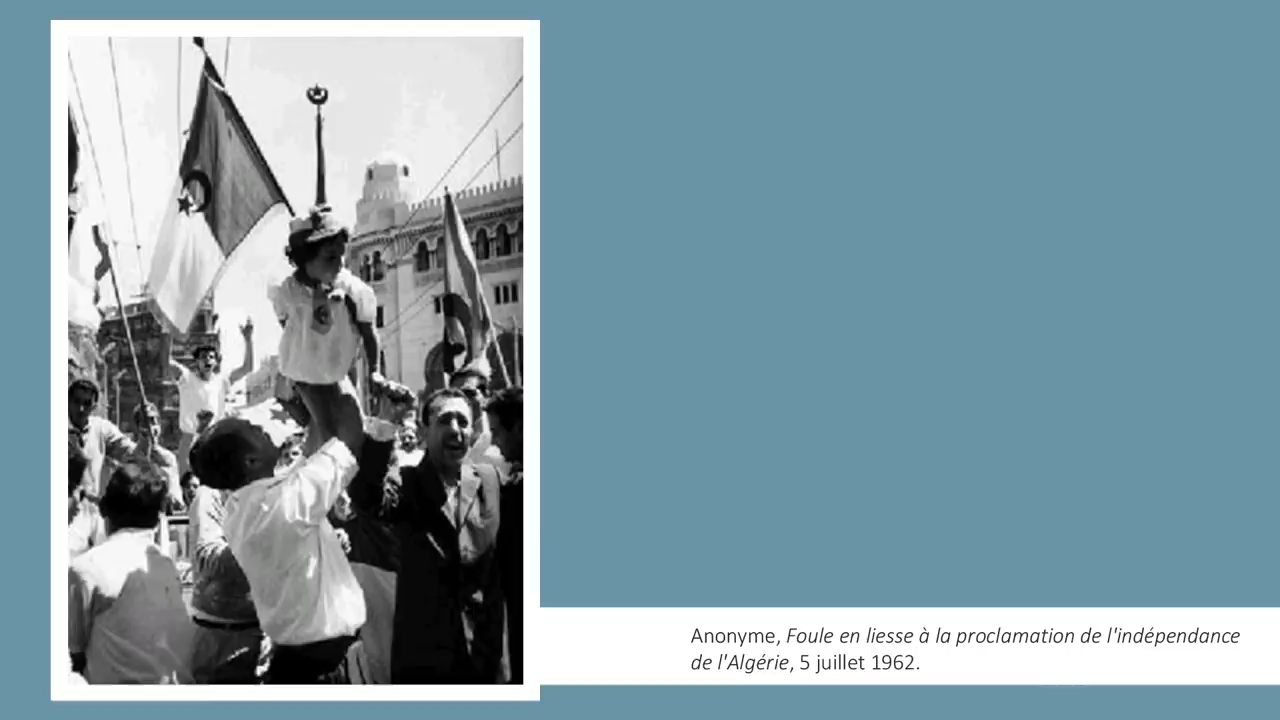 Anonyme, Foule en liesse à la proclamation de l'indépendance
de l'Algérie, 5 juillet 1962.